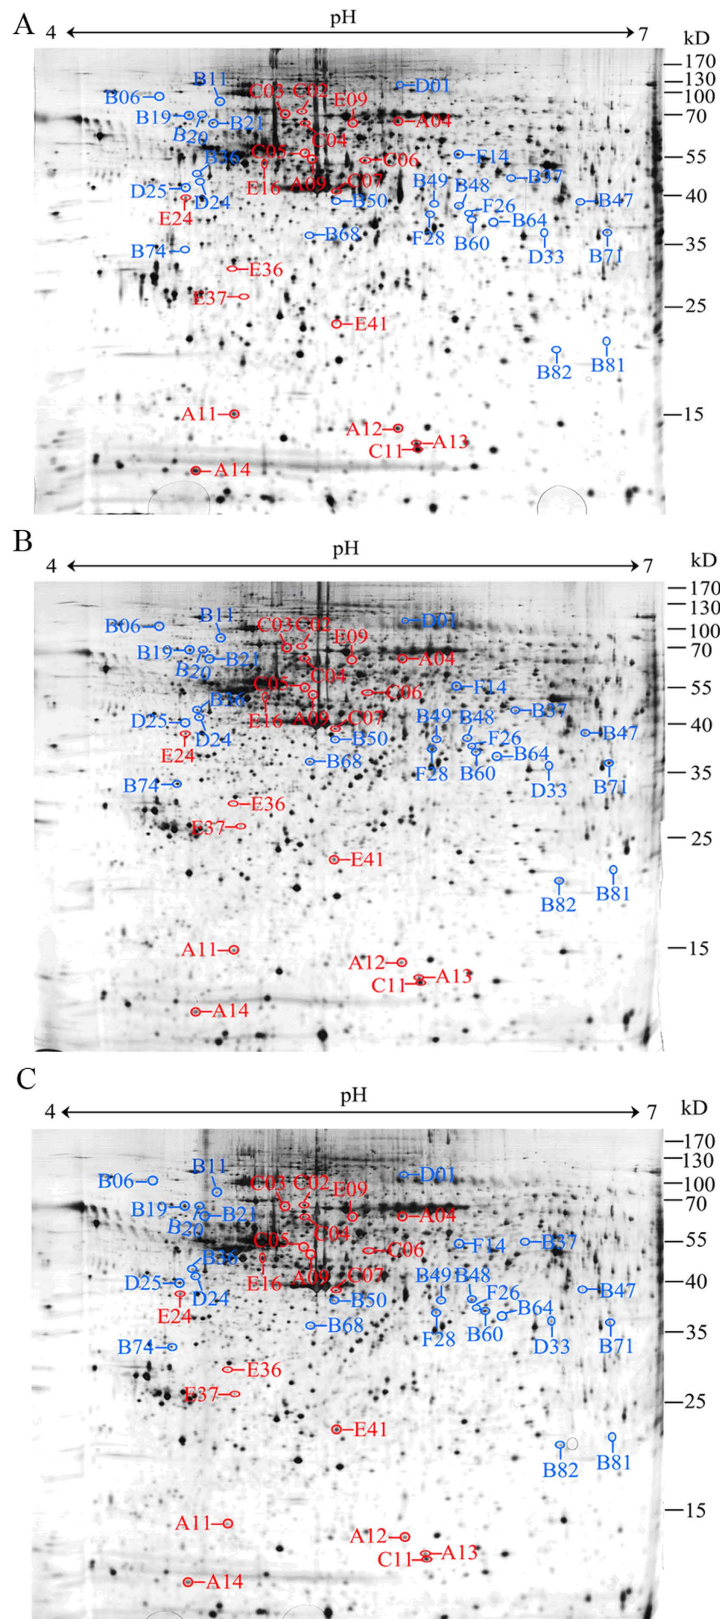 A
pH
4 7
kD
170
130
100
70
55
40
35
25
15
B06 B11 C03 C02 D01
E09
B19 B20 B21 C04 A04
B36 C05 C06 F14
D25 E16 A09 C07 B49 B48 B37 B47
E24 D24 B50 F26 B64
B74 B68 F28 B60 D33 B71
E36
E37
E41
B82 B81
A11 A12 A13
C11
A14
B
pH
4 7
kD
170
130
100
70
55
40
35
25
15
B06 B11 C03 C02 D01
E09
B19 B20 B21 C04 A04
B36 C05 C06 F14
D25 E16 A09 C07 B49 B48 B37 B47
E24 D24 B50 F26 B64
B74 B68 F28 B60 D33 B71
E36
E37
E41
B82 B81
A11 A12 A13
C11
A14
C
pH
4 7
kD
170
130
100
70
55
40
35
25
15
B06 B11 C03 C02 D01
E09
B19 B20 B21 C04 A04
B36 C05 C06 F14 B37
D25 E16 A09 C07 B49 B48 B47
E24 D24 B50 F26 B64
B74 B68 F28 B60 D33 B71
E36
E37
E41
B82 B81
A11 A12 A13
C11
A14